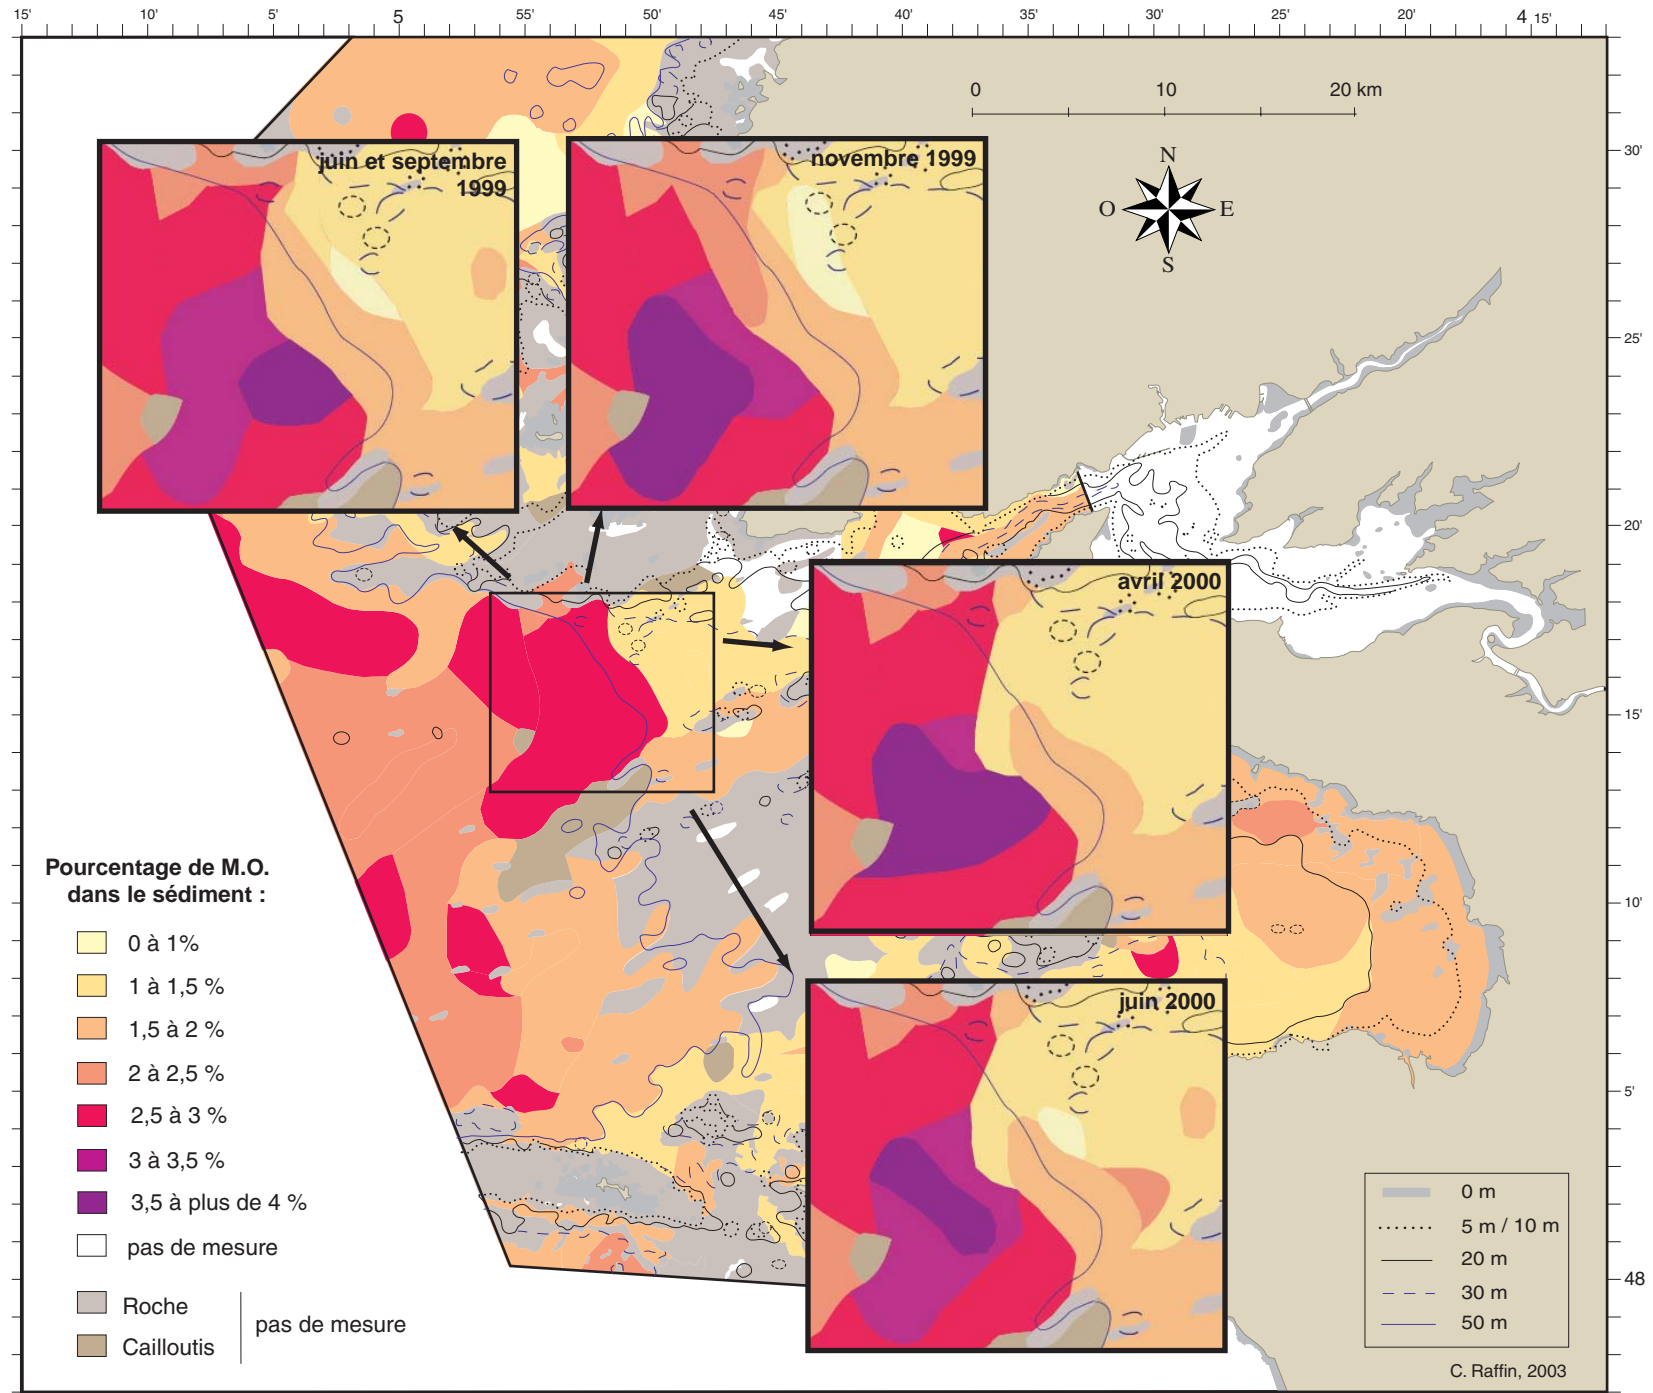 15' 10' 5' 5 55' 50' 45' 40' 35' 30' 25' 20' 4 15'
0 10 20 km
N
O E
S
30'
25'
20'
15'
10'
5'
48
juin et septembre
1999
novembre 1999
avril 2000
juin 2000
Pourcentage de M.O.
dans le sédiment :
0 à 1%
1 à 1,5 %
1,5 à 2 %
2 à 2,5 %
2,5 à 3 %
3 à 3,5 %
3,5 à plus de 4 %
pas de mesure
Roche
Cailloutis
pas de mesure
0 m
5 m / 10 m
20 m
30 m
50 m
C. Raffin, 2003